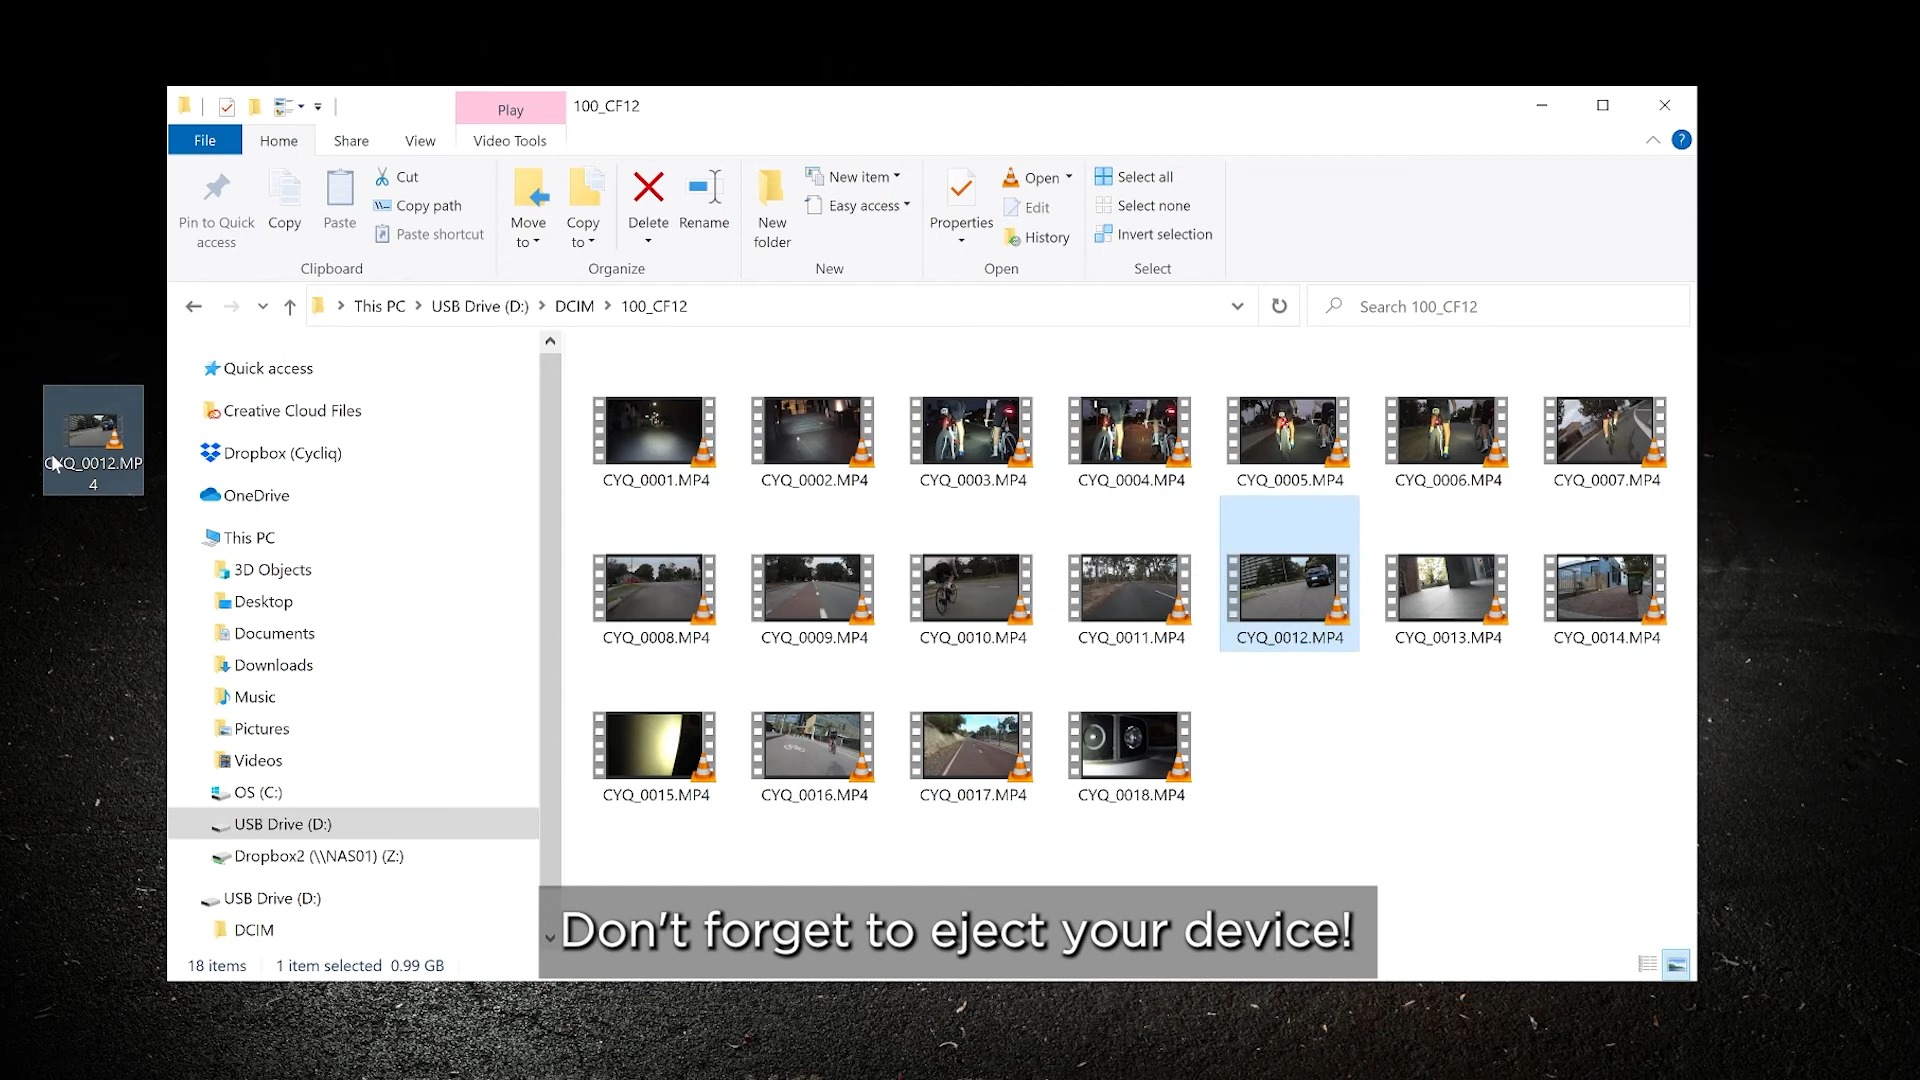 Play
100_CF12
File
Home
Share
View
Video Tools
?
Pin to Quick
access
Copy
Paste
Cut
Copy path
Paste shortcut
Clipboard
Move
to
Copy
to
Delete
Rename
Organize
New
folder
New item
Easy access
New
Properties
Open
Edit
History
Open
Select all
Select none
Invert selection
Select
This PC > USB Drive (D:) > DCIM > 100_CF12
Search 100_CF12
CYQ_0012.MP
4
Quick access
Creative Cloud Files
Dropbox (Cycliq)
OneDrive
This PC
3D Objects
Desktop
Documents
Downloads
Music
Pictures
Videos
OS (C:)
USB Drive (D:)
Dropbox2 (\\NAS01) (Z:)
USB Drive (D:)
DCIM
CYQ_0001.MP4
CYQ_0002.MP4
CYQ_0003.MP4
CYQ_0004.MP4
CYQ_0005.MP4
CYQ_0006.MP4
CYQ_0007.MP4
CYQ_0008.MP4
CYQ_0009.MP4
CYQ_0010.MP4
CYQ_0011.MP4
CYQ_0012.MP4
CYQ_0013.MP4
CYQ_0014.MP4
CYQ_0015.MP4
CYQ_0016.MP4
CYQ_0017.MP4
CYQ_0018.MP4
Don't forget to eject your device!
18 items
1 item selected 0.99 GB